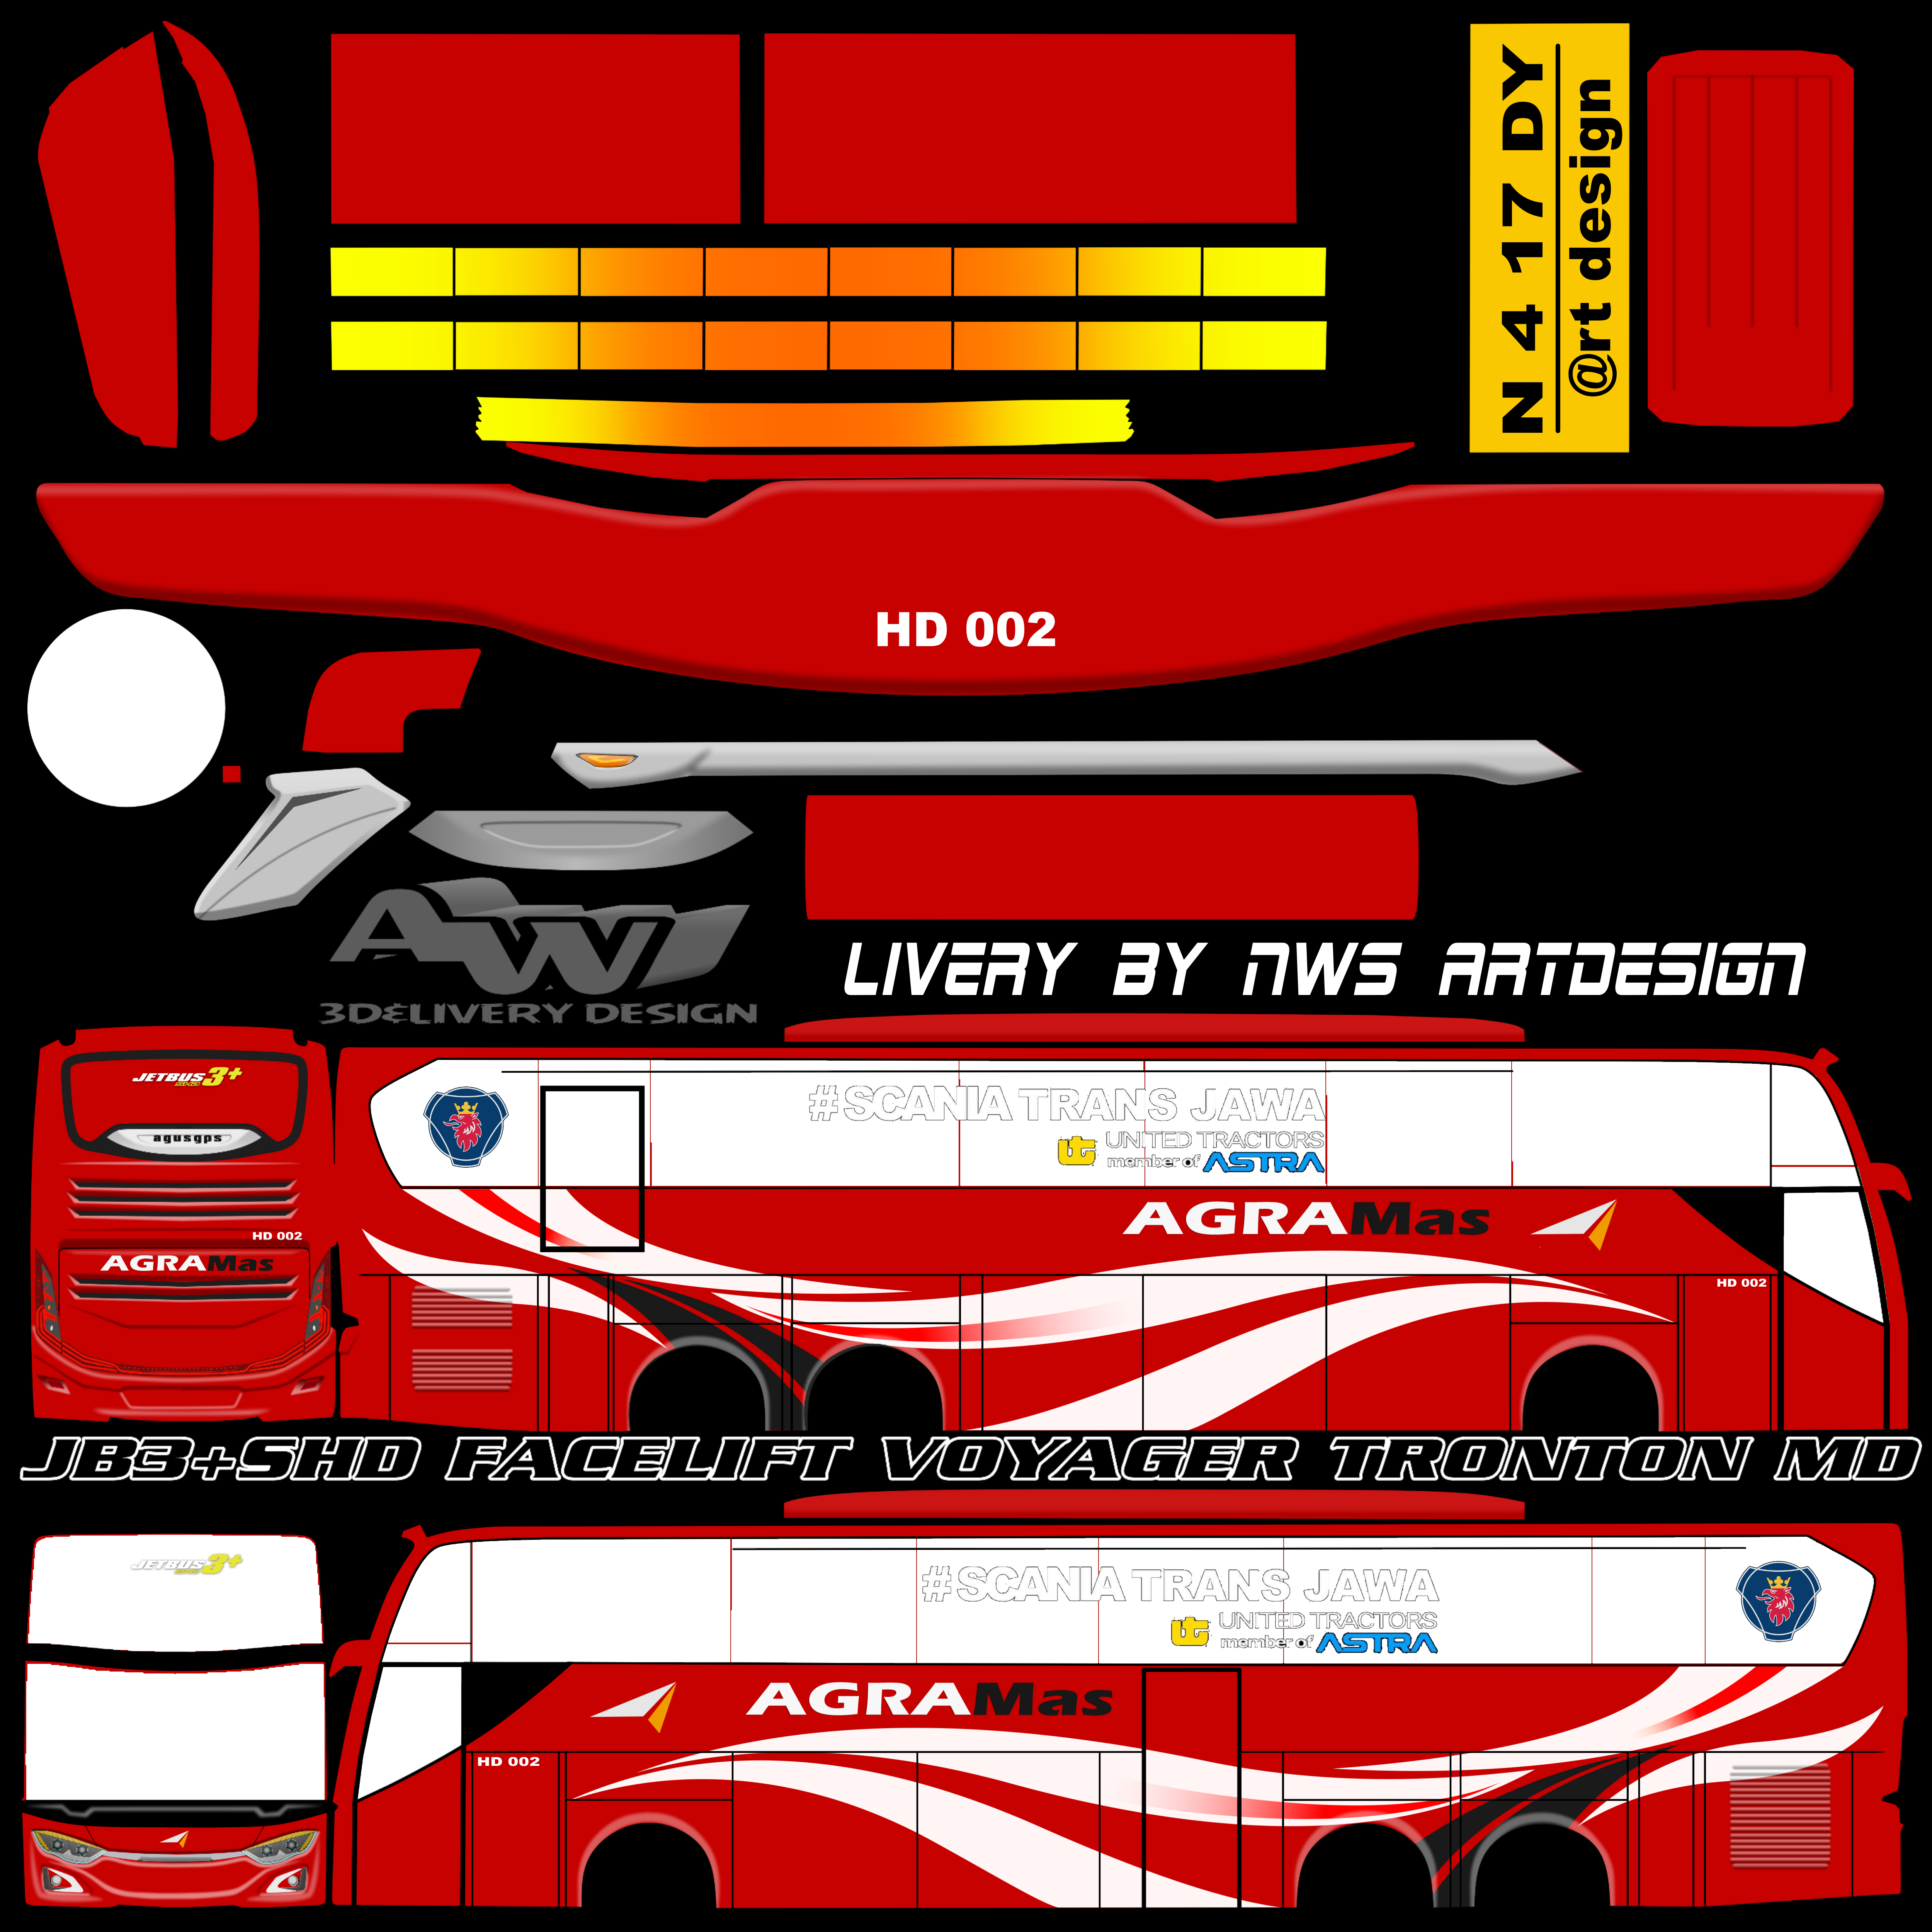 N 4 17 DY
@rt design
HD 002
AW
3D&LIVERY DESIGN
LIVERY BY NWS ARTDESIGN
JETBUS 3+
agusgps
HD 002
AGRAMas
#SCANIA TRANS JAWA
ut UNITED TRACTORS
member of ASTRA
AGRAMas
HD 002
JB3+SHD FACELIFT VOYAGER TRONTON MD
JETBUS 3+
#SCANIA TRANS JAWA
ut UNITED TRACTORS
member of ASTRA
AGRAMas
HD 002